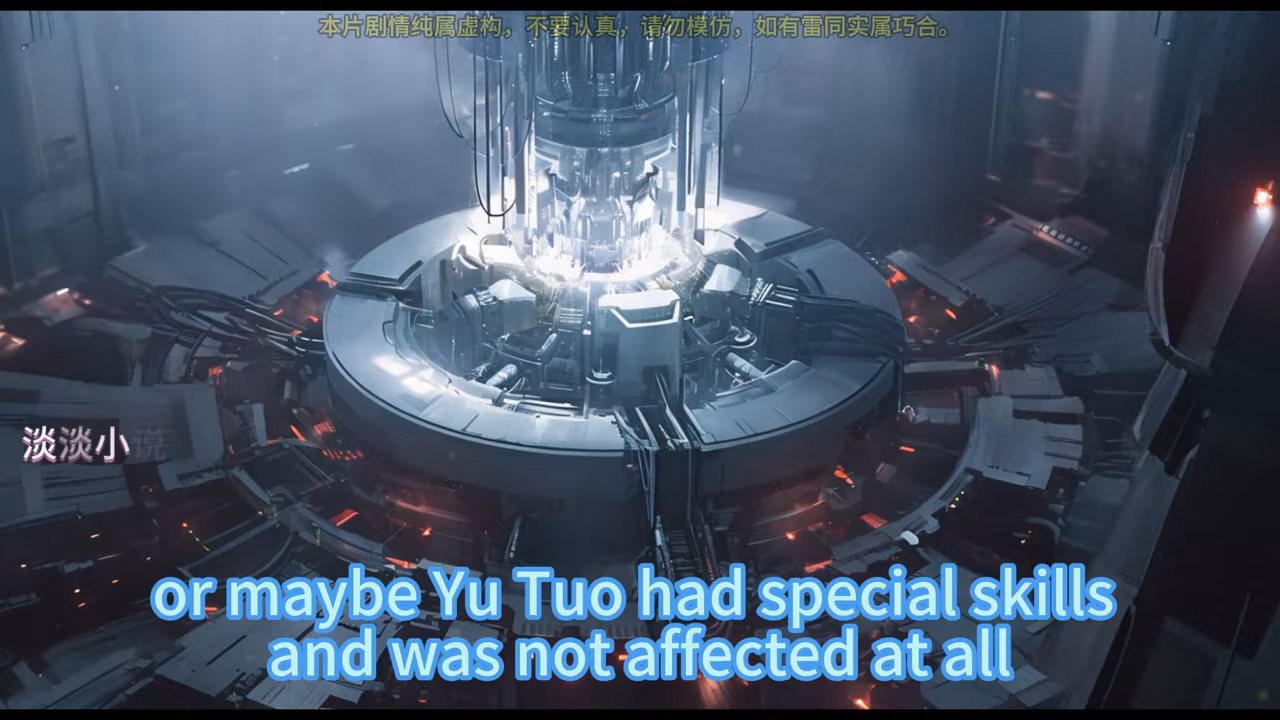 本片剧情纯属虚构，不要认真，请勿模仿，如有雷同实属巧合。
淡淡小说
or maybe Yu Tuo had special skills
and was not affected at all